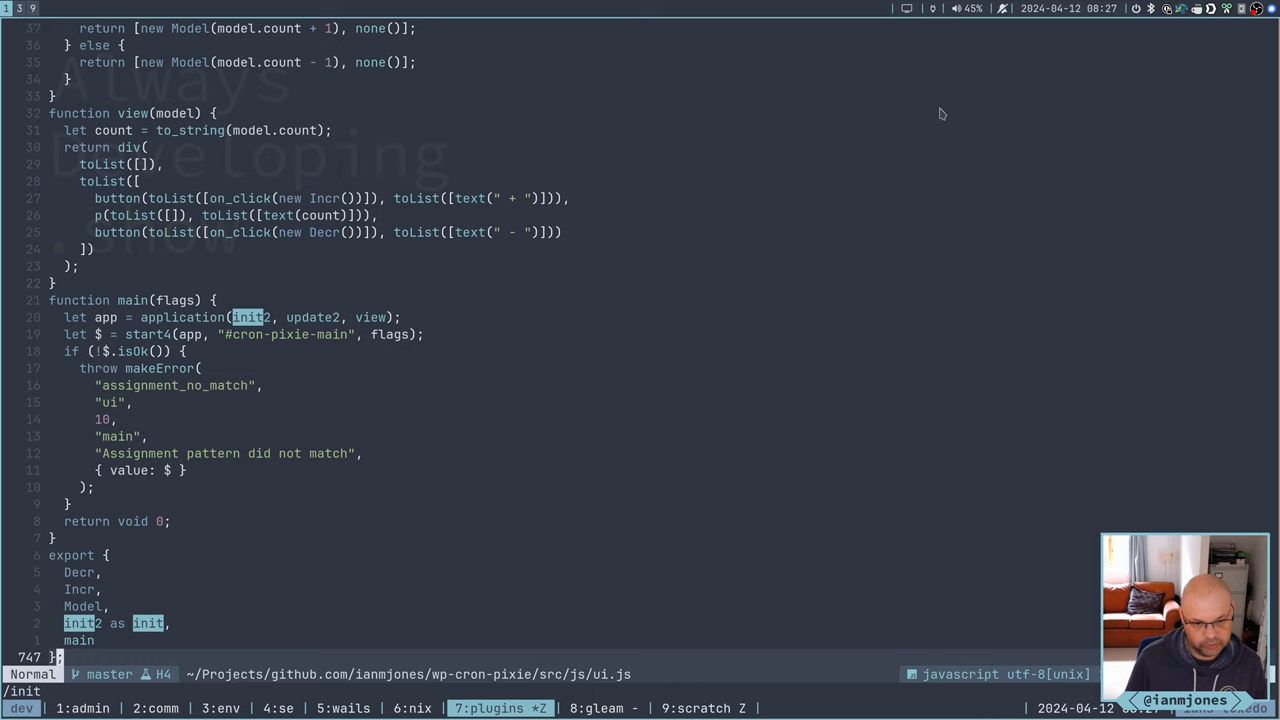 1 3 9
45% 2024-04-12 08:27
37 return [new Model(model.count + 1), none()];
36 } else {
35 return [new Model(model.count - 1), none()];
34 }
33 }
32 function view(model) {
31 let count = to_string(model.count);
30 return div(
29 toList([]),
28 toList([
27 button(toList([on_click(new Incr())]), toList([text(" + ")])),
26 p(toList([]), toList([text(count)])),
25 button(toList([on_click(new Decr())]), toList([text(" - ")]))
24 ])
23 );
22 }
21 function main(flags) {
20 let app = application(init2, update2, view);
19 let $ = start4(app, "#cron-pixie-main", flags);
18 if (!$.isOk()) {
17 throw makeError(
16 "assignment_no_match",
15 "ui",
14 10,
13 "main",
12 "Assignment pattern did not match",
11 { value: $ }
10 );
9 }
8 return void 0;
7 }
6 export {
5 Decr,
4 Incr,
3 Model,
2 init2 as init,
1 main
747 };
Always
Developing
.show
Normal master H4 ~/Projects/github.com/ianmjones/wp-cron-pixie/src/js/ui.js javascript utf-8[unix]
/init
@ianmjones
dev 1:admin 2:comm 3:env 4:se 5:wails 6:nix 7:plugins *Z 8:gleam - 9:scratch Z 2024-04-12